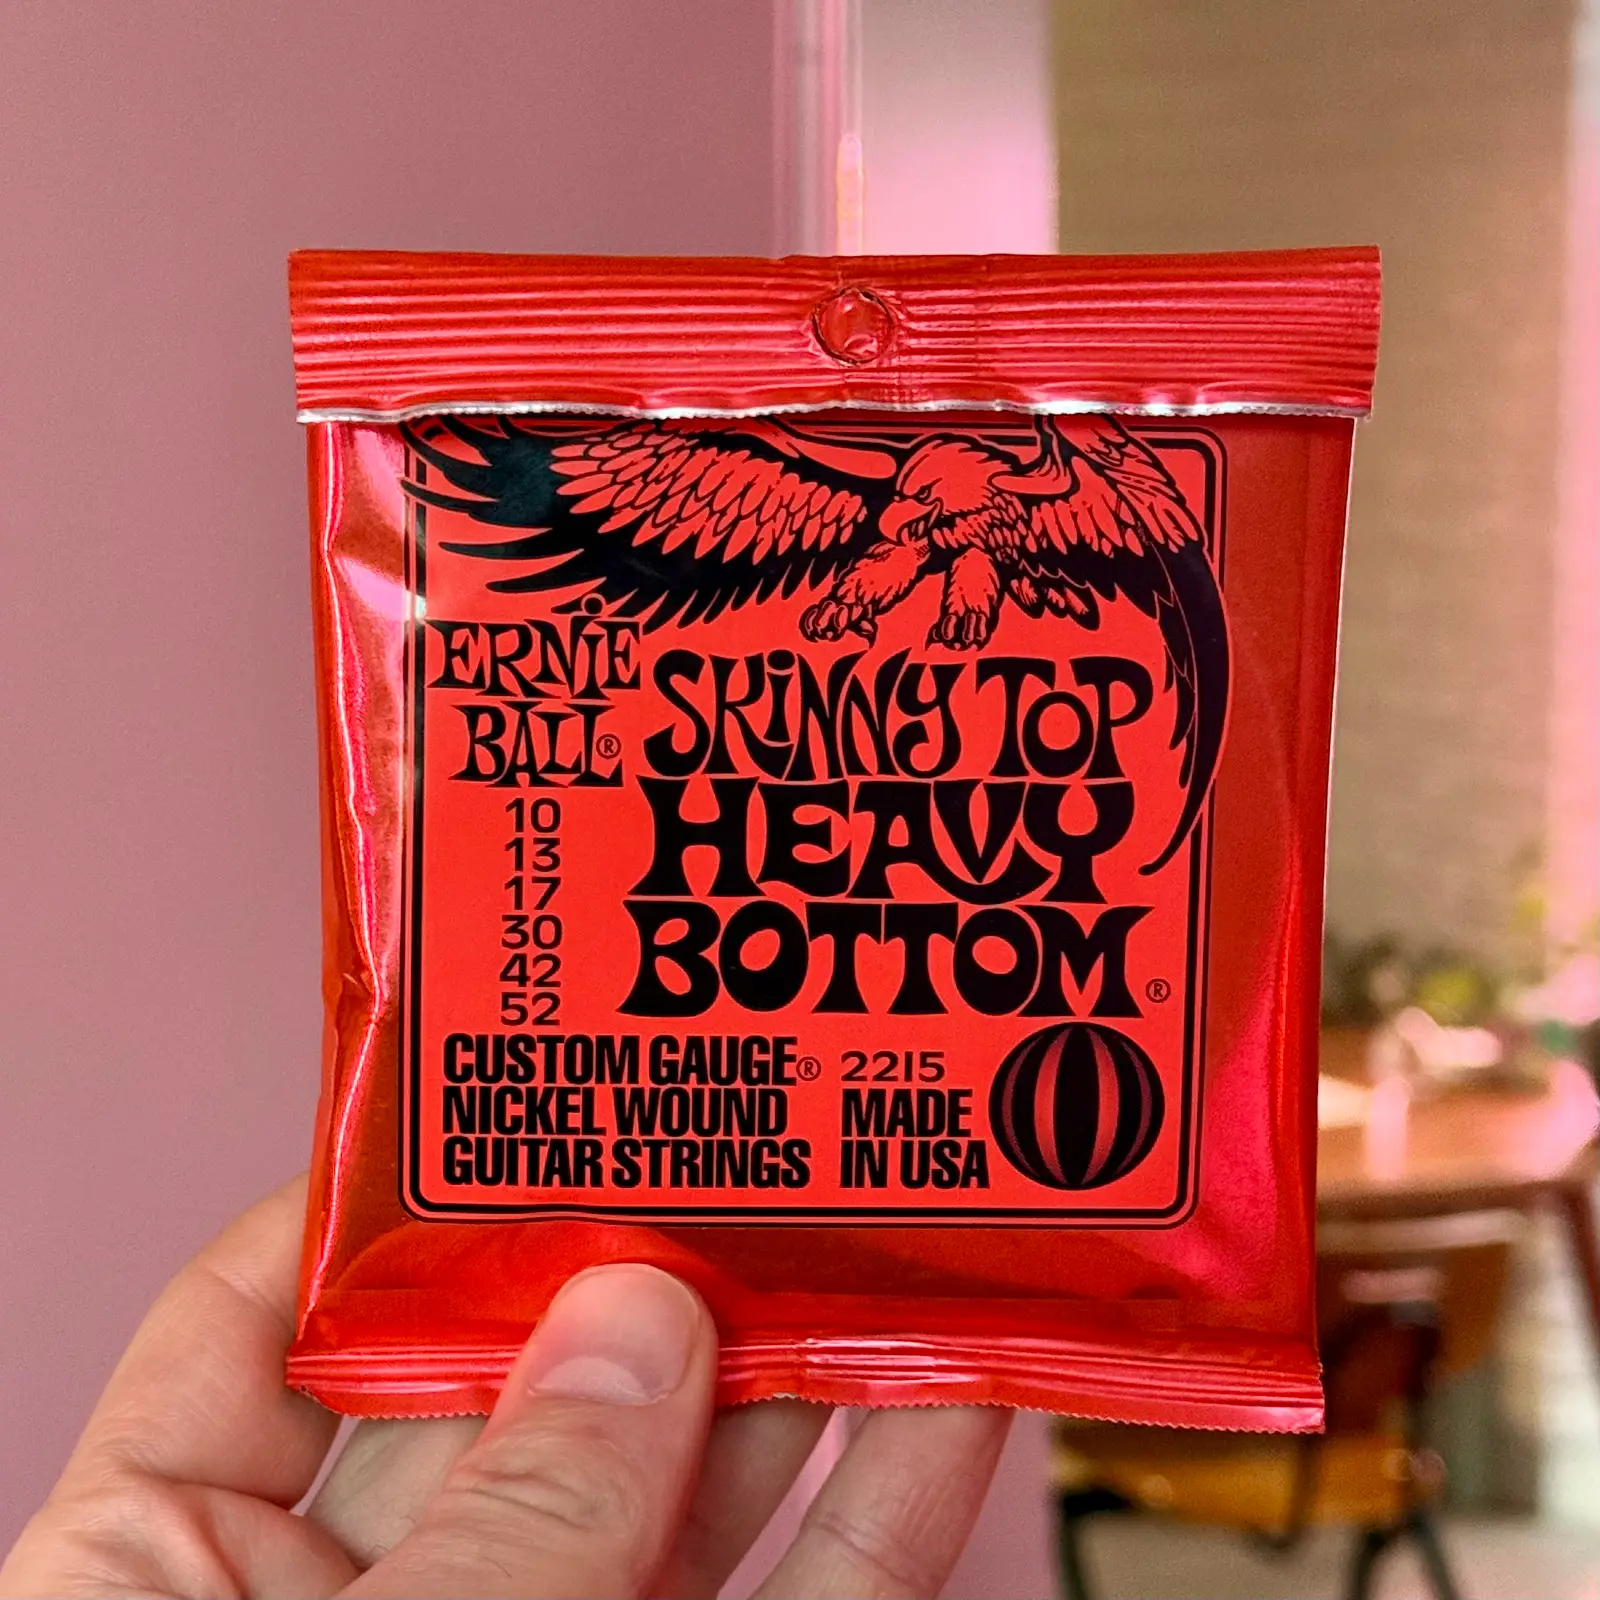 ERNIE
BALL®
SKINNY TOP
HEAVY
BOTTOM®
10
13
17
30
42
52
CUSTOM GAUGE®
NICKEL WOUND
GUITAR STRINGS
2215
MADE
IN USA